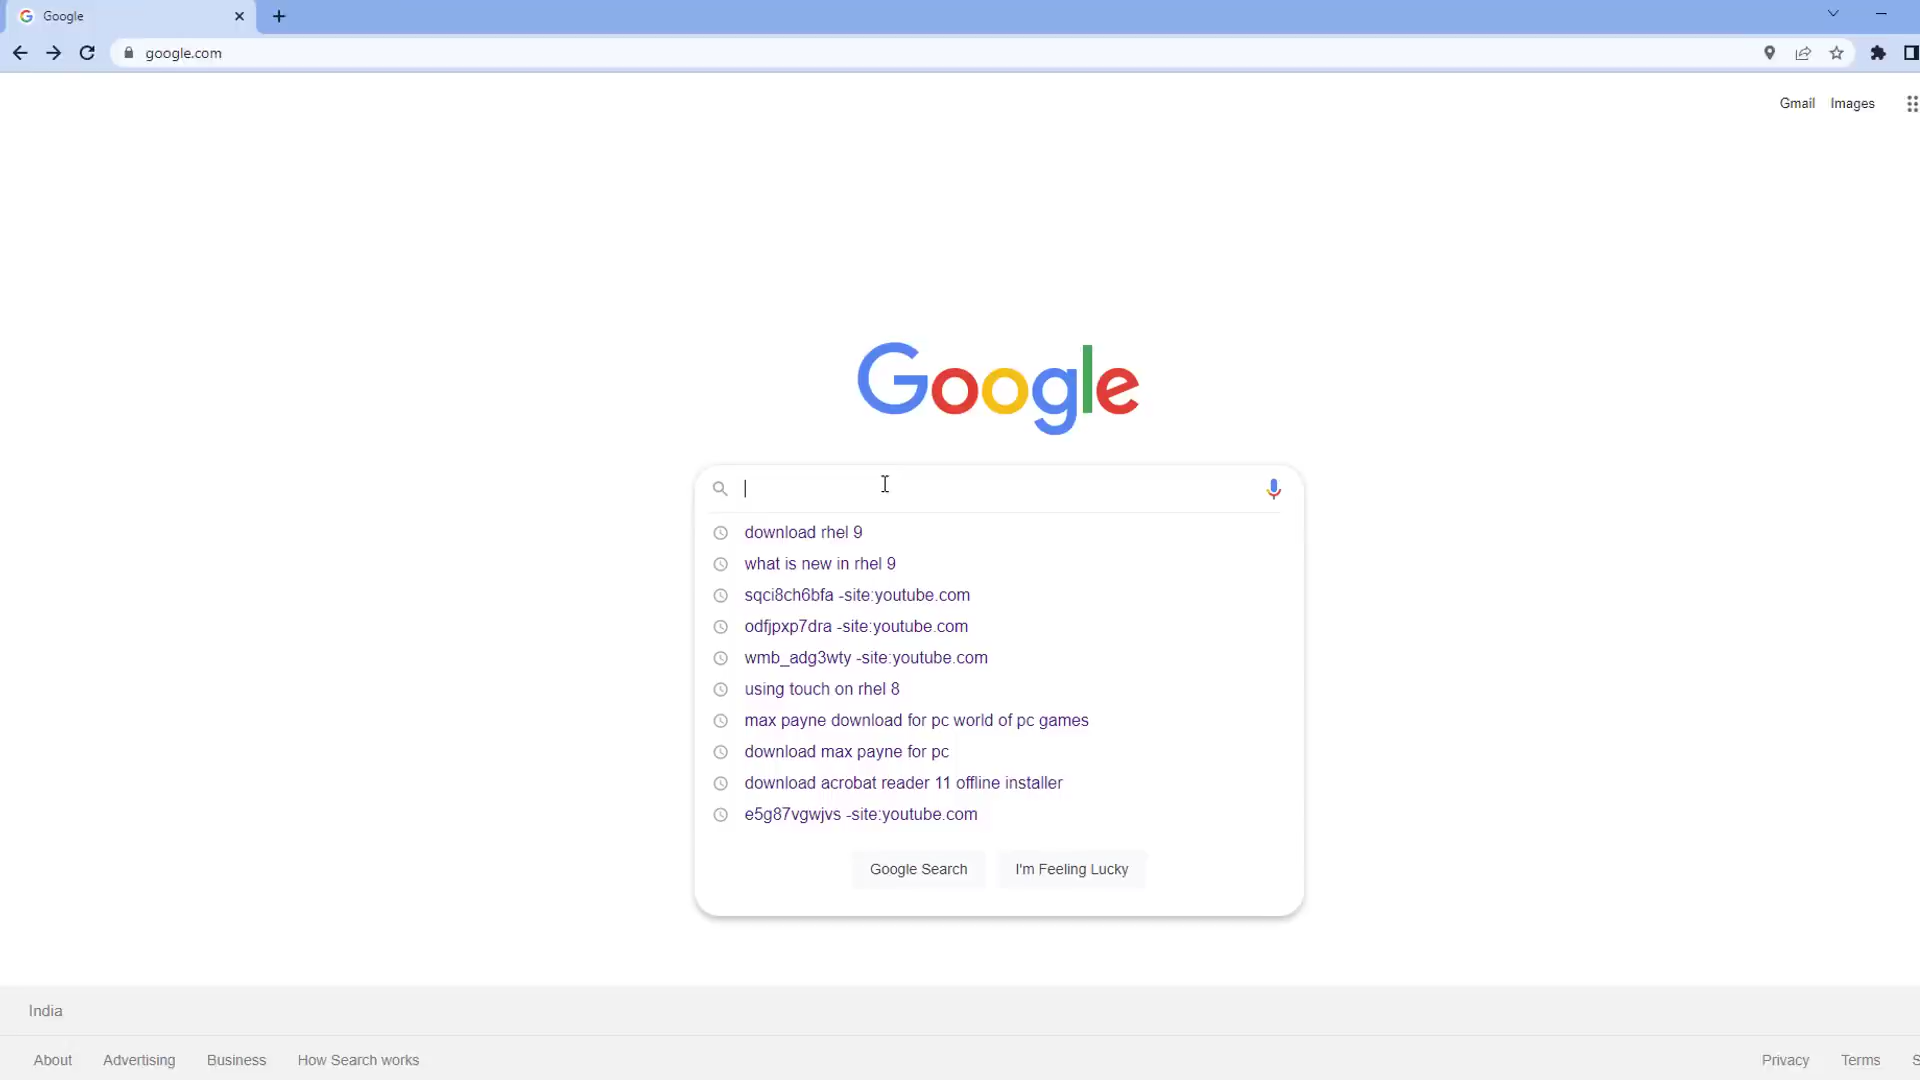 Google
google.com
Gmail Images
Google
download rhel 9
what is new in rhel 9
sqci8ch6bfa -site:youtube.com
odfjpxp7dra -site:youtube.com
wmb_adg3wty -site:youtube.com
using touch on rhel 8
max payne download for pc world of pc games
download max payne for pc
download acrobat reader 11 offline installer
e5g87vgwjvs -site:youtube.com
Google Search I'm Feeling Lucky
India
About Advertising Business How Search works Privacy Terms